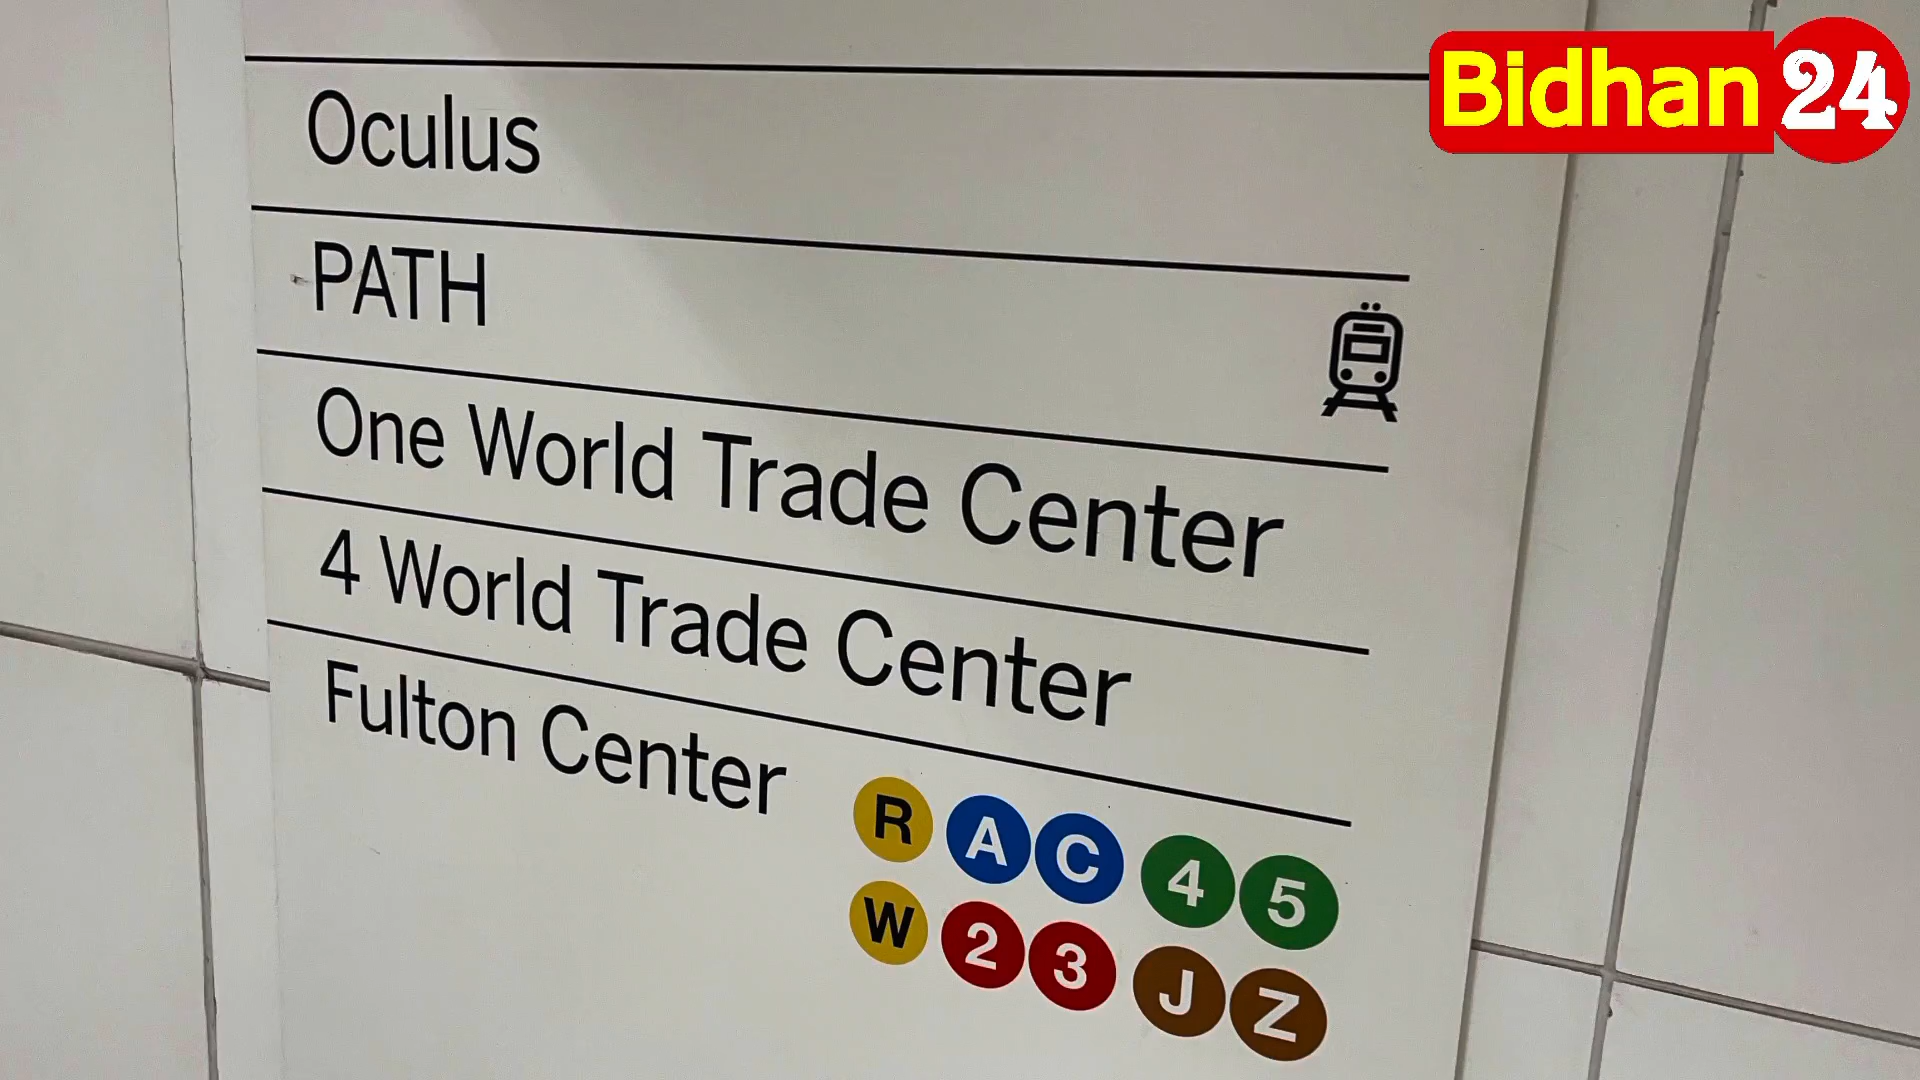 Bidhan 24
Oculus
PATH
One World Trade Center
4 World Trade Center
Fulton Center
R A C 4 5
W 2 3 J Z